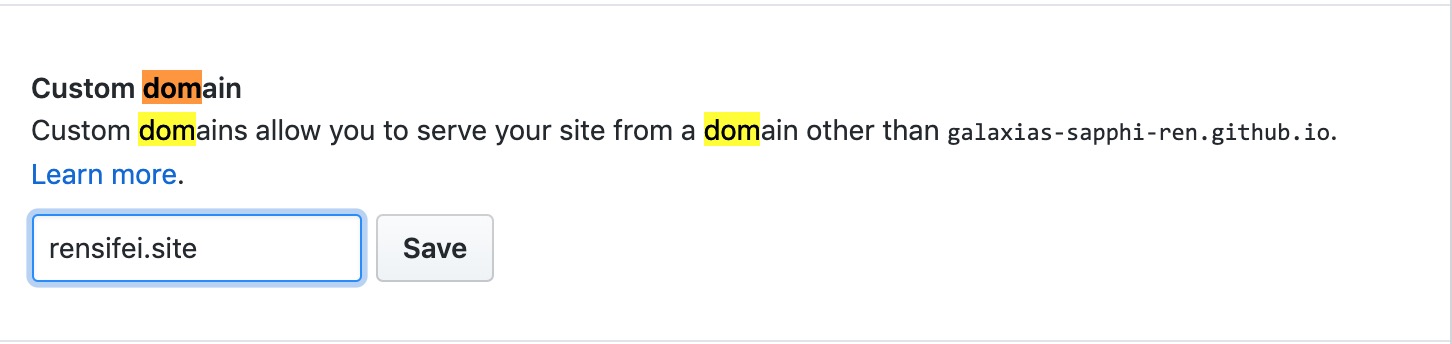 Custom domain
Custom domains allow you to serve your site from a domain other than galaxias-sapphi-ren.github.io.
Learn more.
rensifei.site Save